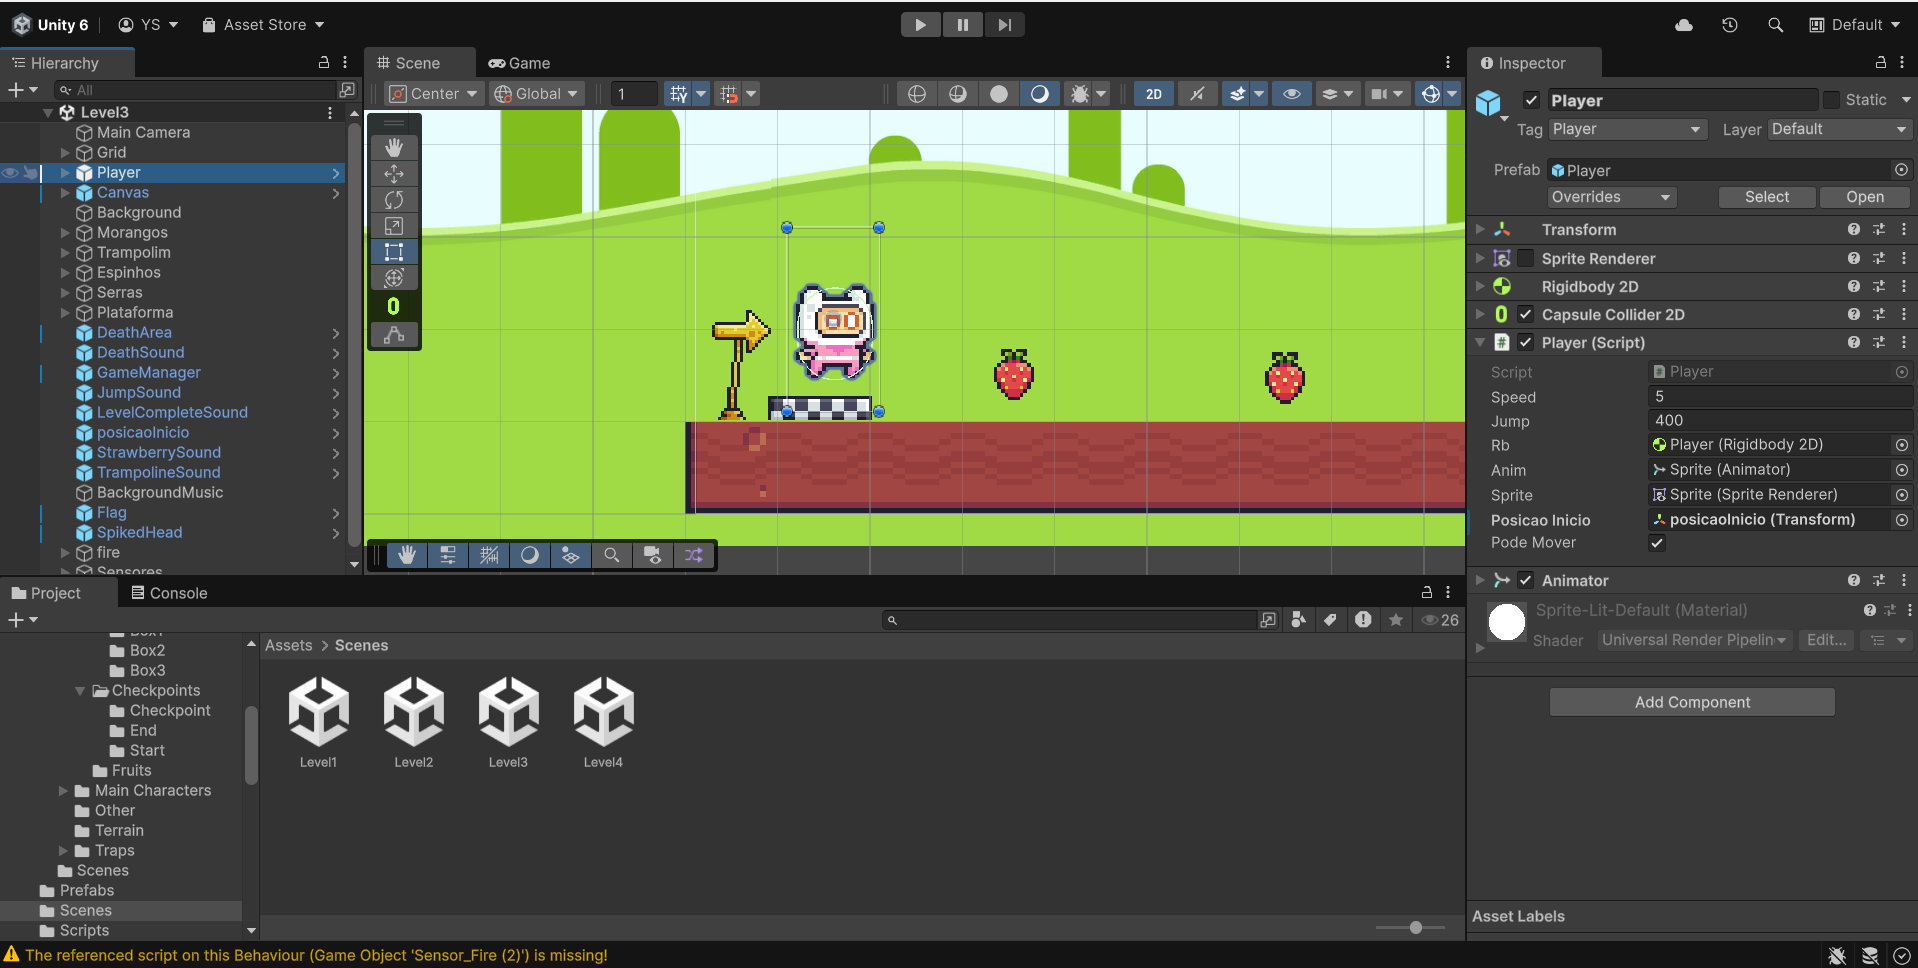 Unity 6
YS
Asset Store
Default
Hierarchy
All
Level3
Main Camera
Grid
Player
Canvas
Background
Morangos
Trampolim
Espinhos
Serras
Plataforma
DeathArea
DeathSound
GameManager
JumpSound
LevelCompleteSound
posicaoInicio
StrawberrySound
TrampolineSound
BackgroundMusic
Flag
SpikedHead
fire
Sensores
Scene
Game
Center
Global
1
2D
Inspector
Player
Static
Tag
Player
Layer
Default
Prefab
Player
Overrides
Select
Open
Transform
Sprite Renderer
Rigidbody 2D
Capsule Collider 2D
Player (Script)
Script
Player
Speed
5
Jump
400
Rb
Player (Rigidbody 2D)
Anim
Sprite (Animator)
Sprite
Sprite (Sprite Renderer)
Posicao Inicio
posicaoInicio (Transform)
Pode Mover
Animator
Sprite-Lit-Default (Material)
Shader
Universal Render Pipelin
Edit...
Add Component
Asset Labels
Project
Console
26
Box1
Box2
Box3
Checkpoints
Checkpoint
End
Start
Fruits
Main Characters
Other
Terrain
Traps
Scenes
Prefabs
Scenes
Scripts
Assets > Scenes
Level1
Level2
Level3
Level4
The referenced script on this Behaviour (Game Object 'Sensor_Fire (2)') is missing!